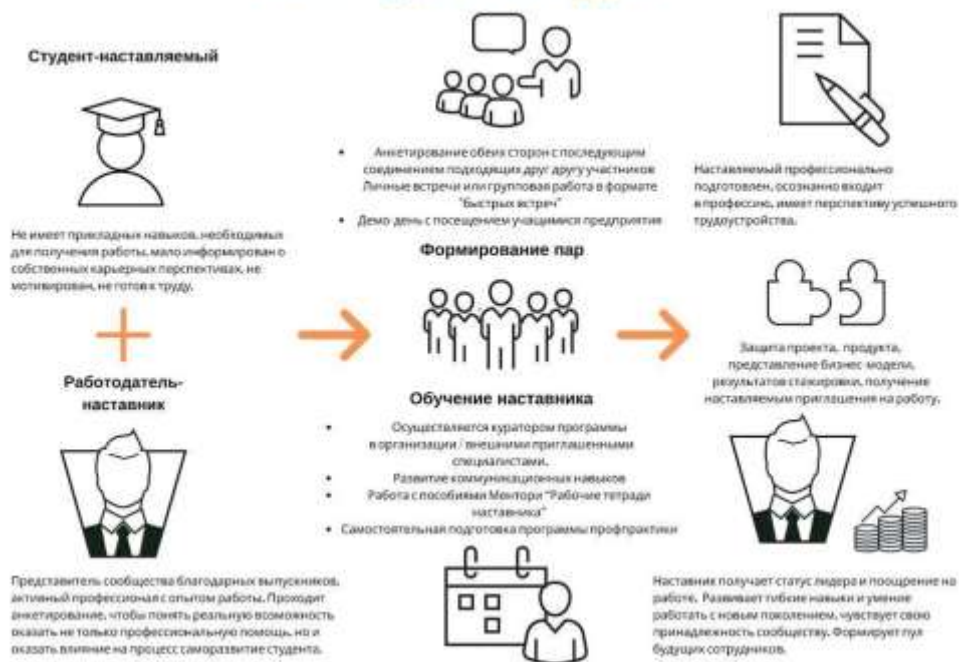 Студент-наставляемый
Не имеет прикладных навыков, необходимых
для получения работы, мало информирован о
собственных карьерных перспективах, не
мотивирован, не готов к труду.
Работодатель-
наставник
Представитель сообщества благодарных выпускников,
активный профессионал с опытом работы. Проходит
анкетирование, чтобы понять реальную возможность
оказать не только профессиональную помощь, но и
оказать влияние на процесс саморазвитие студента.
• Анкетирование обеих сторон с последующим
соединением подходящих друг другу участников
Личные встречи или групповая работа в формате
"быстрых встреч"
• Демо-день с посещением учащимися предприятия
Формирование пар
Обучение наставника
• Осуществляется куратором программы
в организации / внешними приглашенными
специалистами.
• Развитие коммуникационных навыков
• Работа с пособиями Ментори "Рабочие тетради
наставника"
• Самостоятельная подготовка программы профпрактики
Наставляемый профессионально
подготовлен, осознанно входит
в профессию, имеет перспективу успешного
трудоустройства.
Защита проекта, продукта,
представление бизнес-модели,
результатов стажировки, получение
наставляемым приглашения на работу.
Наставник получает статус лидера и поощрение на
работе. Развивает гибкие навыки и умение
работать с новым поколением, чувствует свою
принадлежность сообществу. Формирует пул
будущих сотрудников.